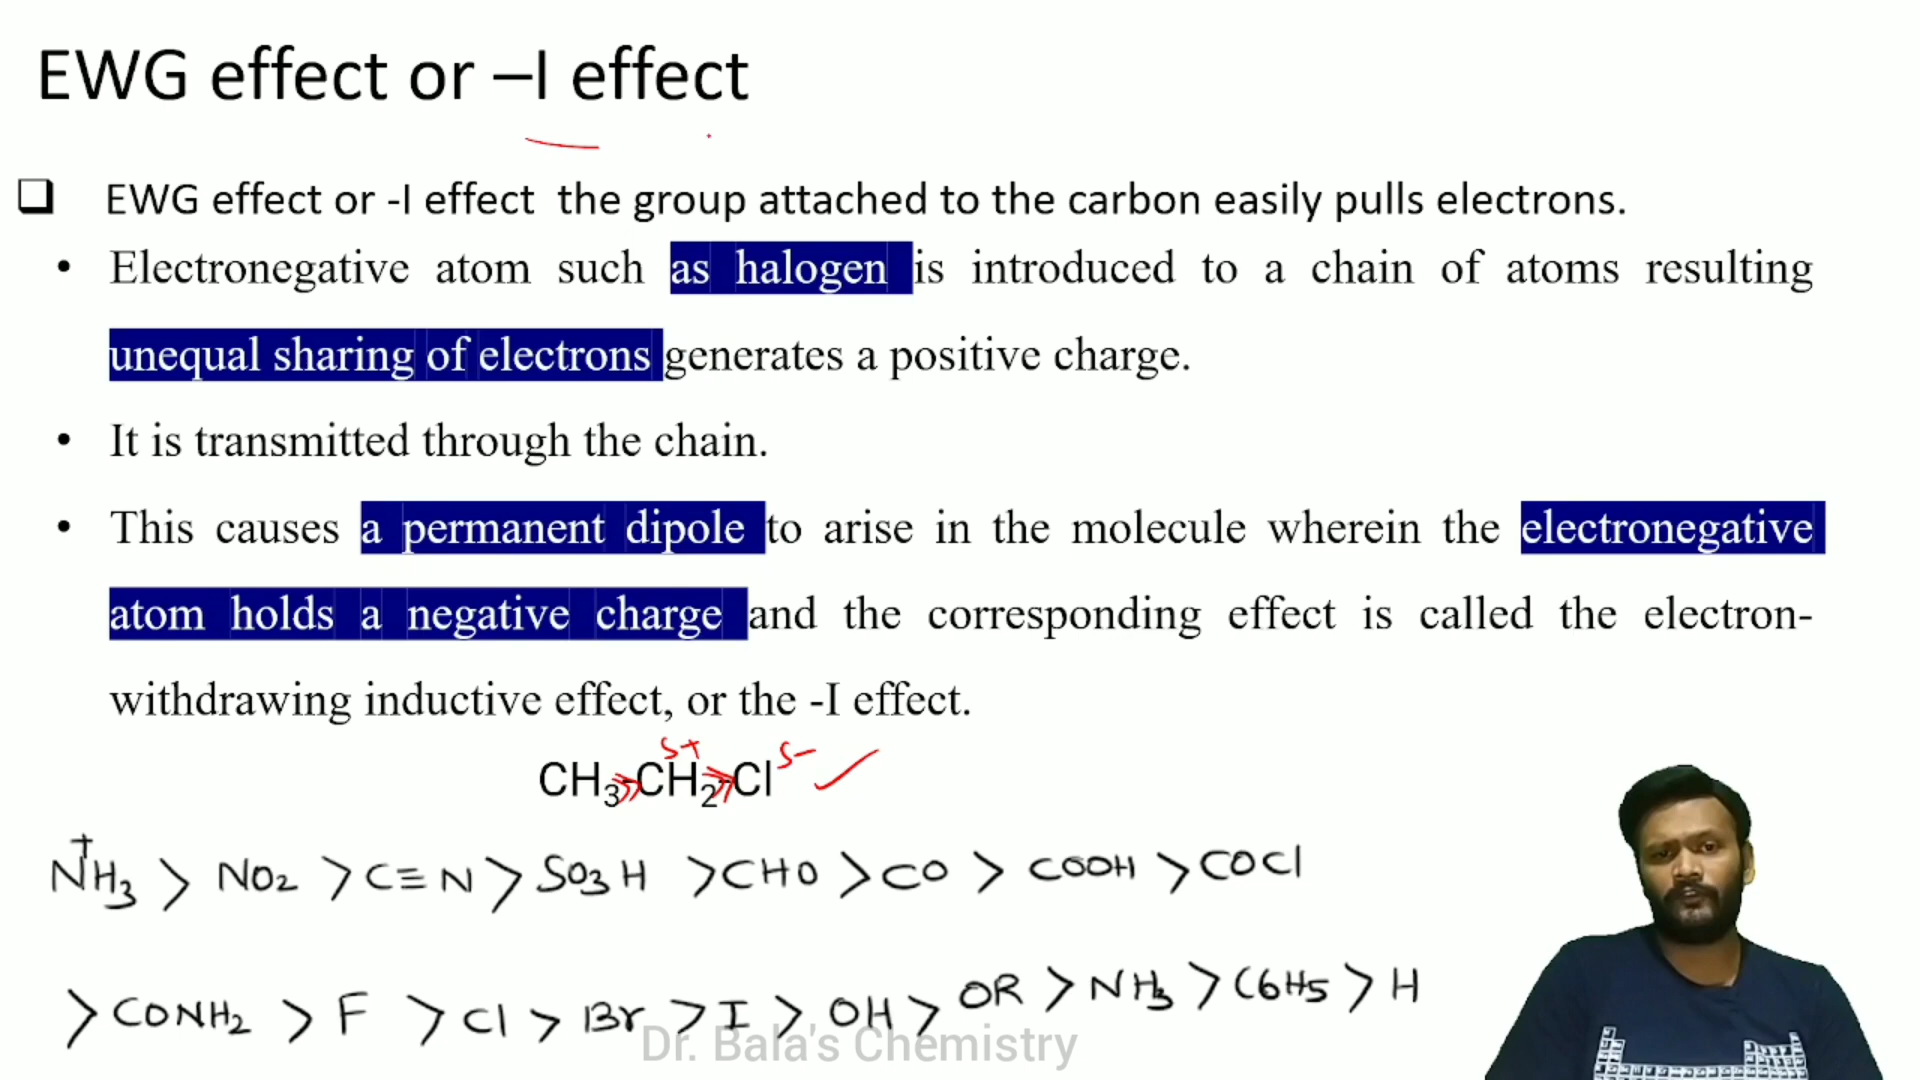 EWG effect or –I effect
❑ EWG effect or -I effect the group attached to the carbon easily pulls electrons.
• Electronegative atom such as halogen is introduced to a chain of atoms resulting
unequal sharing of electrons generates a positive charge.
• It is transmitted through the chain.
• This causes a permanent dipole to arise in the molecule wherein the electronegative
atom holds a negative charge and the corresponding effect is called the electron-
withdrawing inductive effect, or the -I effect.
δ+ δ-
CH₃-CH₂-Cl
N⁺H₃ > NO₂ > C≡N > SO₃H > CHO > CO > COOH > COCl
> CONH₂ > F > Cl > Br > I > OH > OR > NH₃ > C6H5 > H
Dr. Bala's Chemistry